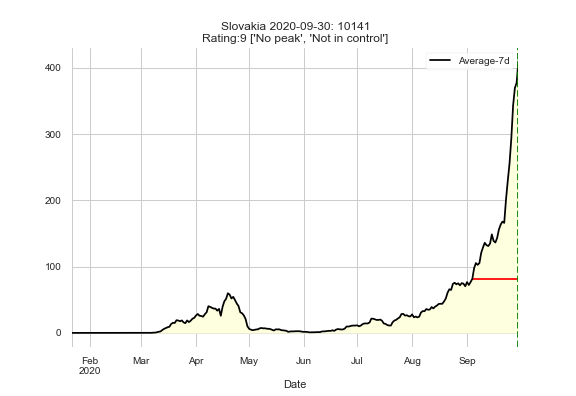 Slovakia 2020-09-30: 10141
Rating:9 ['No peak', 'Not in control']
Average-7d
400
300
200
100
0
Feb Mar Apr May Jun Jul Aug Sep
2020
Date